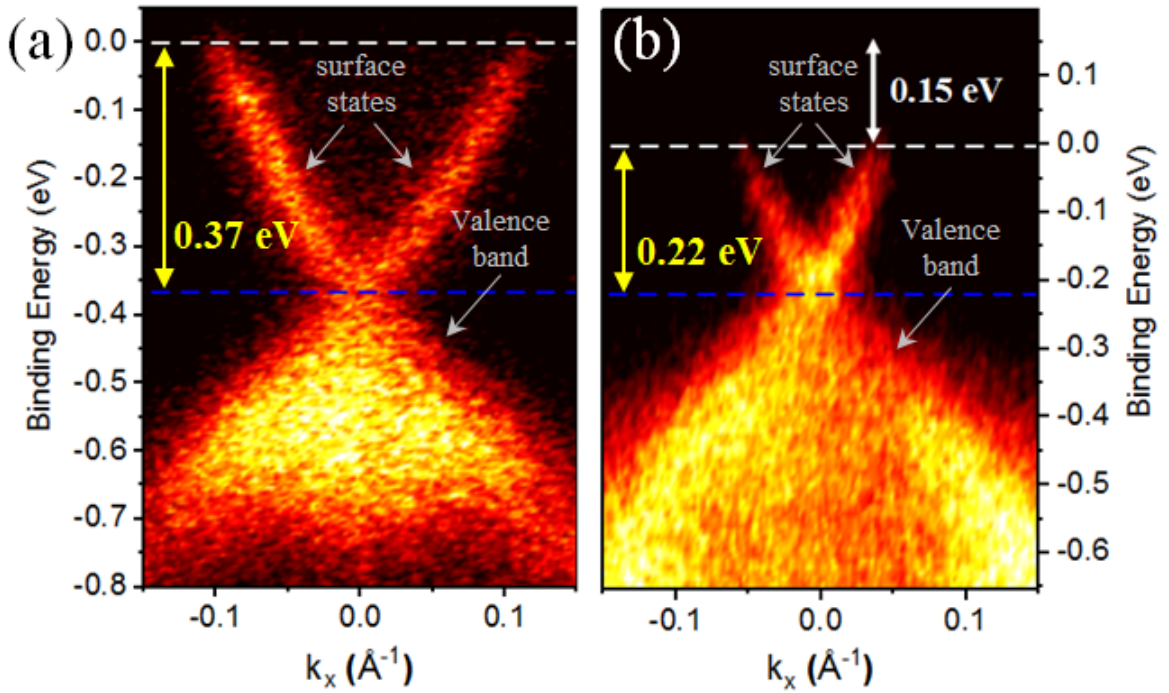 (a)
0.0
-0.1
-0.2
-0.3
-0.4
-0.5
-0.6
-0.7
-0.8
Binding Energy (eV)
surface
states
0.37 eV
Valence
band
-0.1
0.0
0.1
kx (Å-1)
(b)
surface
states
0.15 eV
0.22 eV
Valence
band
0.1
0.0
-0.1
-0.2
-0.3
-0.4
-0.5
-0.6
Binding Energy (eV)
-0.1
0.0
0.1
kx (Å-1)